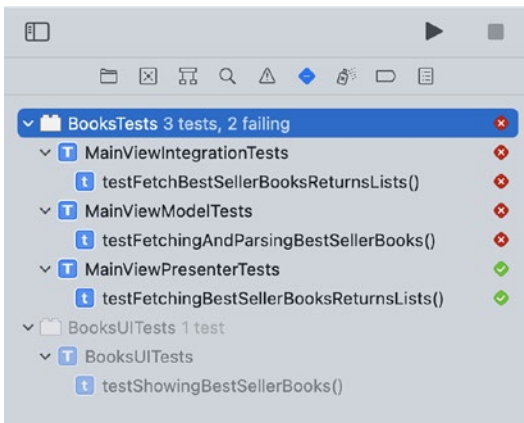 BooksTests 3 tests, 2 failing
T MainViewIntegrationTests
t testFetchBestSellerBooksReturnsLists()
T MainViewModelTests
t testFetchingAndParsingBestSellerBooks()
T MainViewPresenterTests
t testFetchingBestSellerBooksReturnsLists()
BooksUITests 1 test
T BooksUITests
t testShowingBestSellerBooks()